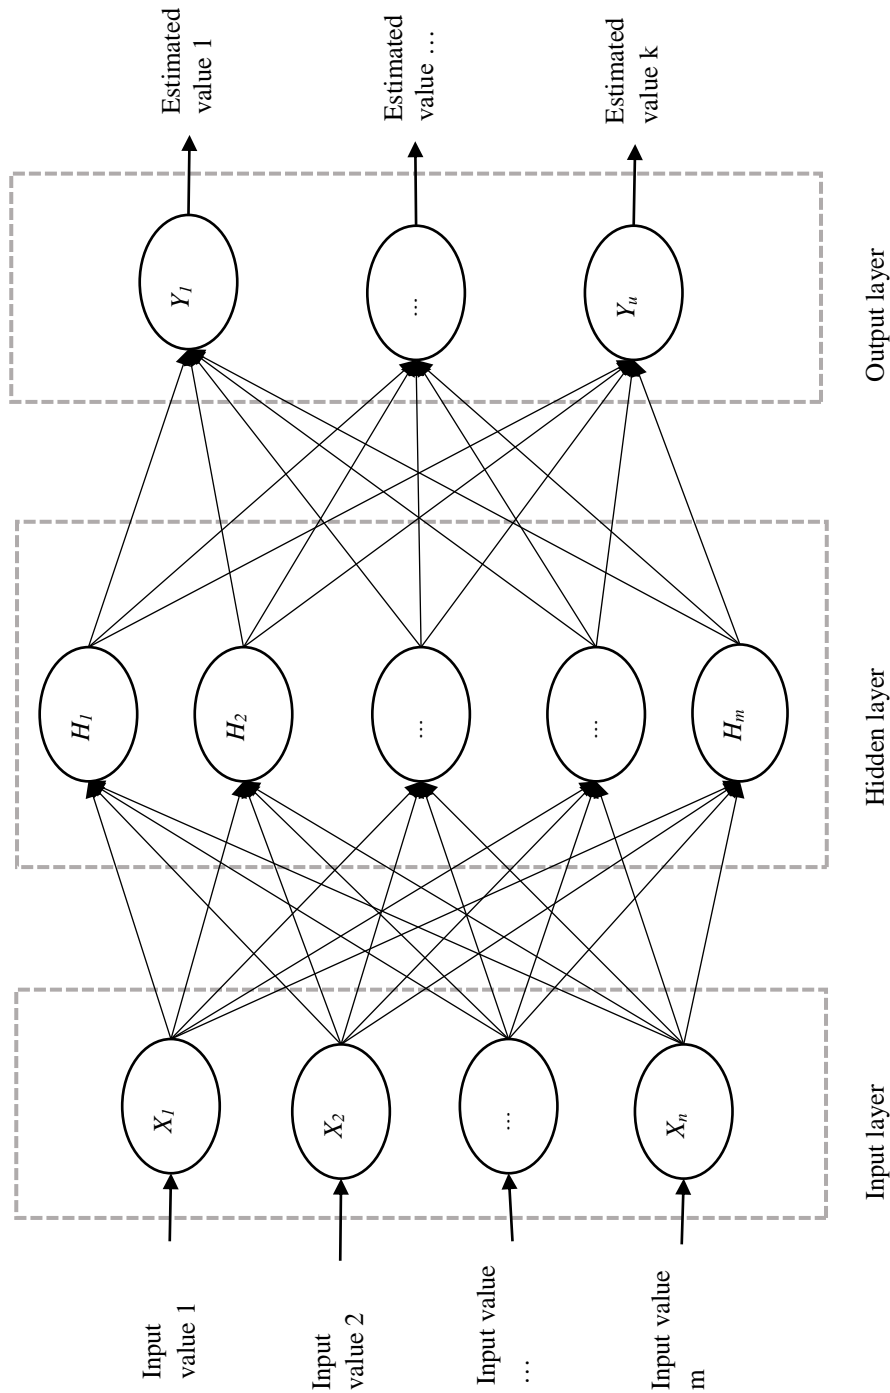 Input
value 1
Input
value 2
Input value
…
Input value
m
X1
X2
…
Xn
Input layer
H1
H2
…
…
Hm
Hidden layer
Y1
…
Yu
Output layer
Estimated
value 1
Estimated
value …
Estimated
value k